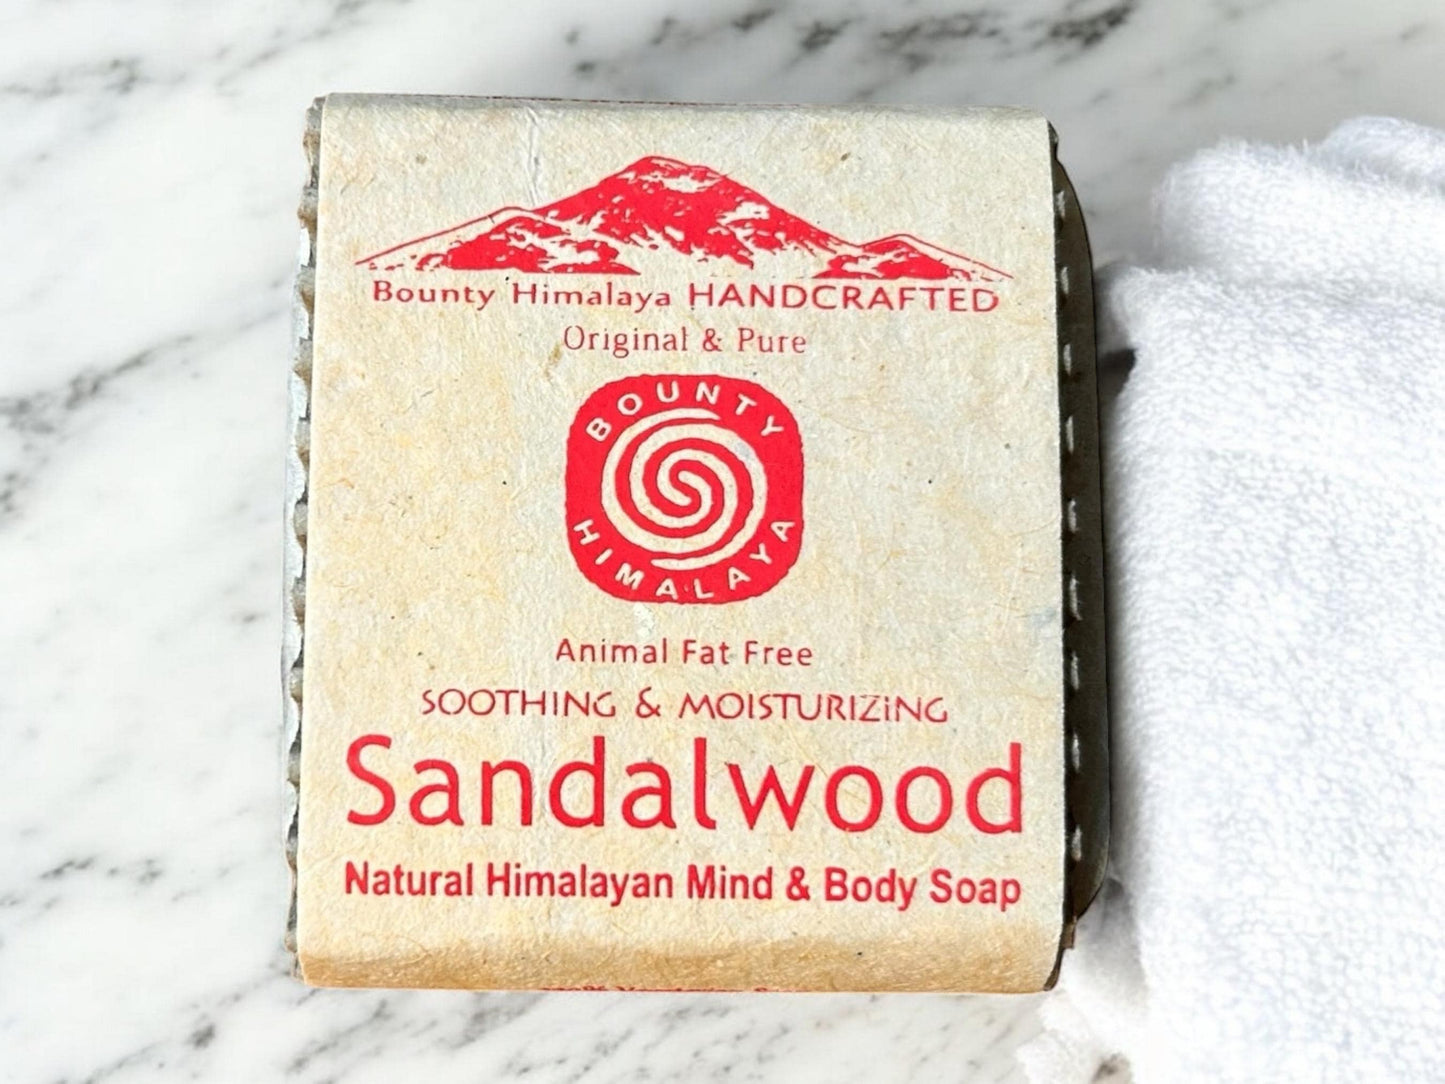 Bounty Himalaya HANDCRAFTED
Original & Pure
BOUNTY
HIMALAYA
Animal Fat Free
SOOTHING & MOISTURIZING
Sandalwood
Natural Himalayan Mind & Body Soap